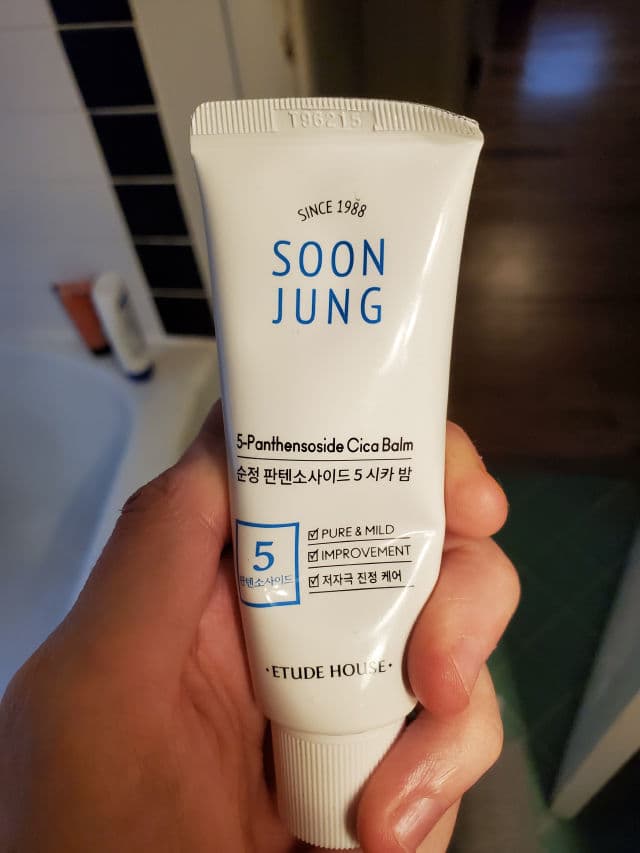 T96215
SINCE 1988
SOON
JUNG
5-Panthensoside Cica Balm
순정 판텐소사이드 5 시카 밤
5
판텐소사이드
PURE & MILD
IMPROVEMENT
저자극 진정 케어
·ETUDE HOUSE·